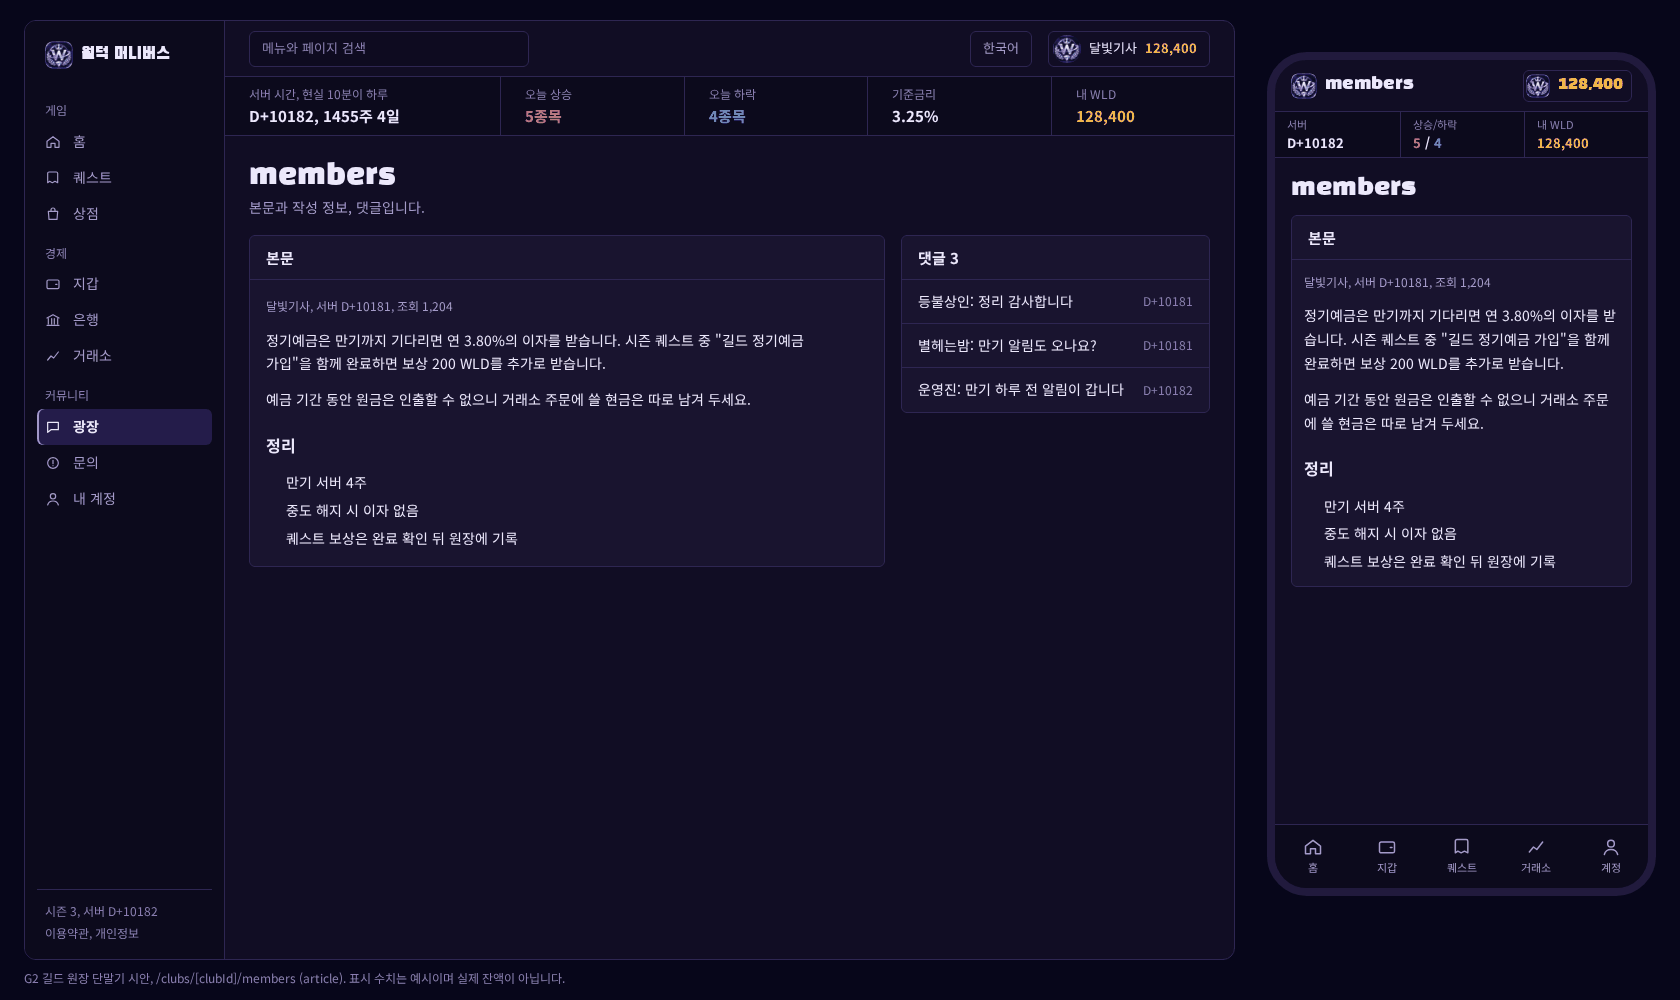 월덕 머니버스
게임
홈
퀘스트
상점
경제
지갑
은행
거래소
커뮤니티
광장
문의
내 계정
시즌 3, 서버 D+10182
이용약관, 개인정보
메뉴와 페이지 검색
한국어
달빛기사 128,400
서버 시간, 현실 10분이 하루
D+10182, 1455주 4일
오늘 상승
5종목
오늘 하락
4종목
기준금리
3.25%
내 WLD
128,400
members
본문과 작성 정보, 댓글입니다.
본문
달빛기사, 서버 D+10181, 조회 1,204
정기예금은 만기까지 기다리면 연 3.80%의 이자를 받습니다. 시즌 퀘스트 중 "길드 정기예금
가입"을 함께 완료하면 보상 200 WLD를 추가로 받습니다.
예금 기간 동안 원금은 인출할 수 없으니 거래소 주문에 쓸 현금은 따로 남겨 두세요.
정리
만기 서버 4주
중도 해지 시 이자 없음
퀘스트 보상은 완료 확인 뒤 원장에 기록
댓글 3
등불상인: 정리 감사합니다 D+10181
별헤는밤: 만기 알림도 오나요? D+10181
운영진: 만기 하루 전 알림이 갑니다 D+10182
members
128,400
서버
D+10182
상승/하락
5 / 4
내 WLD
128,400
members
본문
달빛기사, 서버 D+10181, 조회 1,204
정기예금은 만기까지 기다리면 연 3.80%의 이자를 받
습니다. 시즌 퀘스트 중 "길드 정기예금 가입"을 함께
완료하면 보상 200 WLD를 추가로 받습니다.
예금 기간 동안 원금은 인출할 수 없으니 거래소 주문
에 쓸 현금은 따로 남겨 두세요.
정리
만기 서버 4주
중도 해지 시 이자 없음
퀘스트 보상은 완료 확인 뒤 원장에 기록
홈
지갑
퀘스트
거래소
계정
G2 길드 원장 단말기 시안, /clubs/[clubId]/members (article). 표시 수치는 예시이며 실제 잔액이 아닙니다.